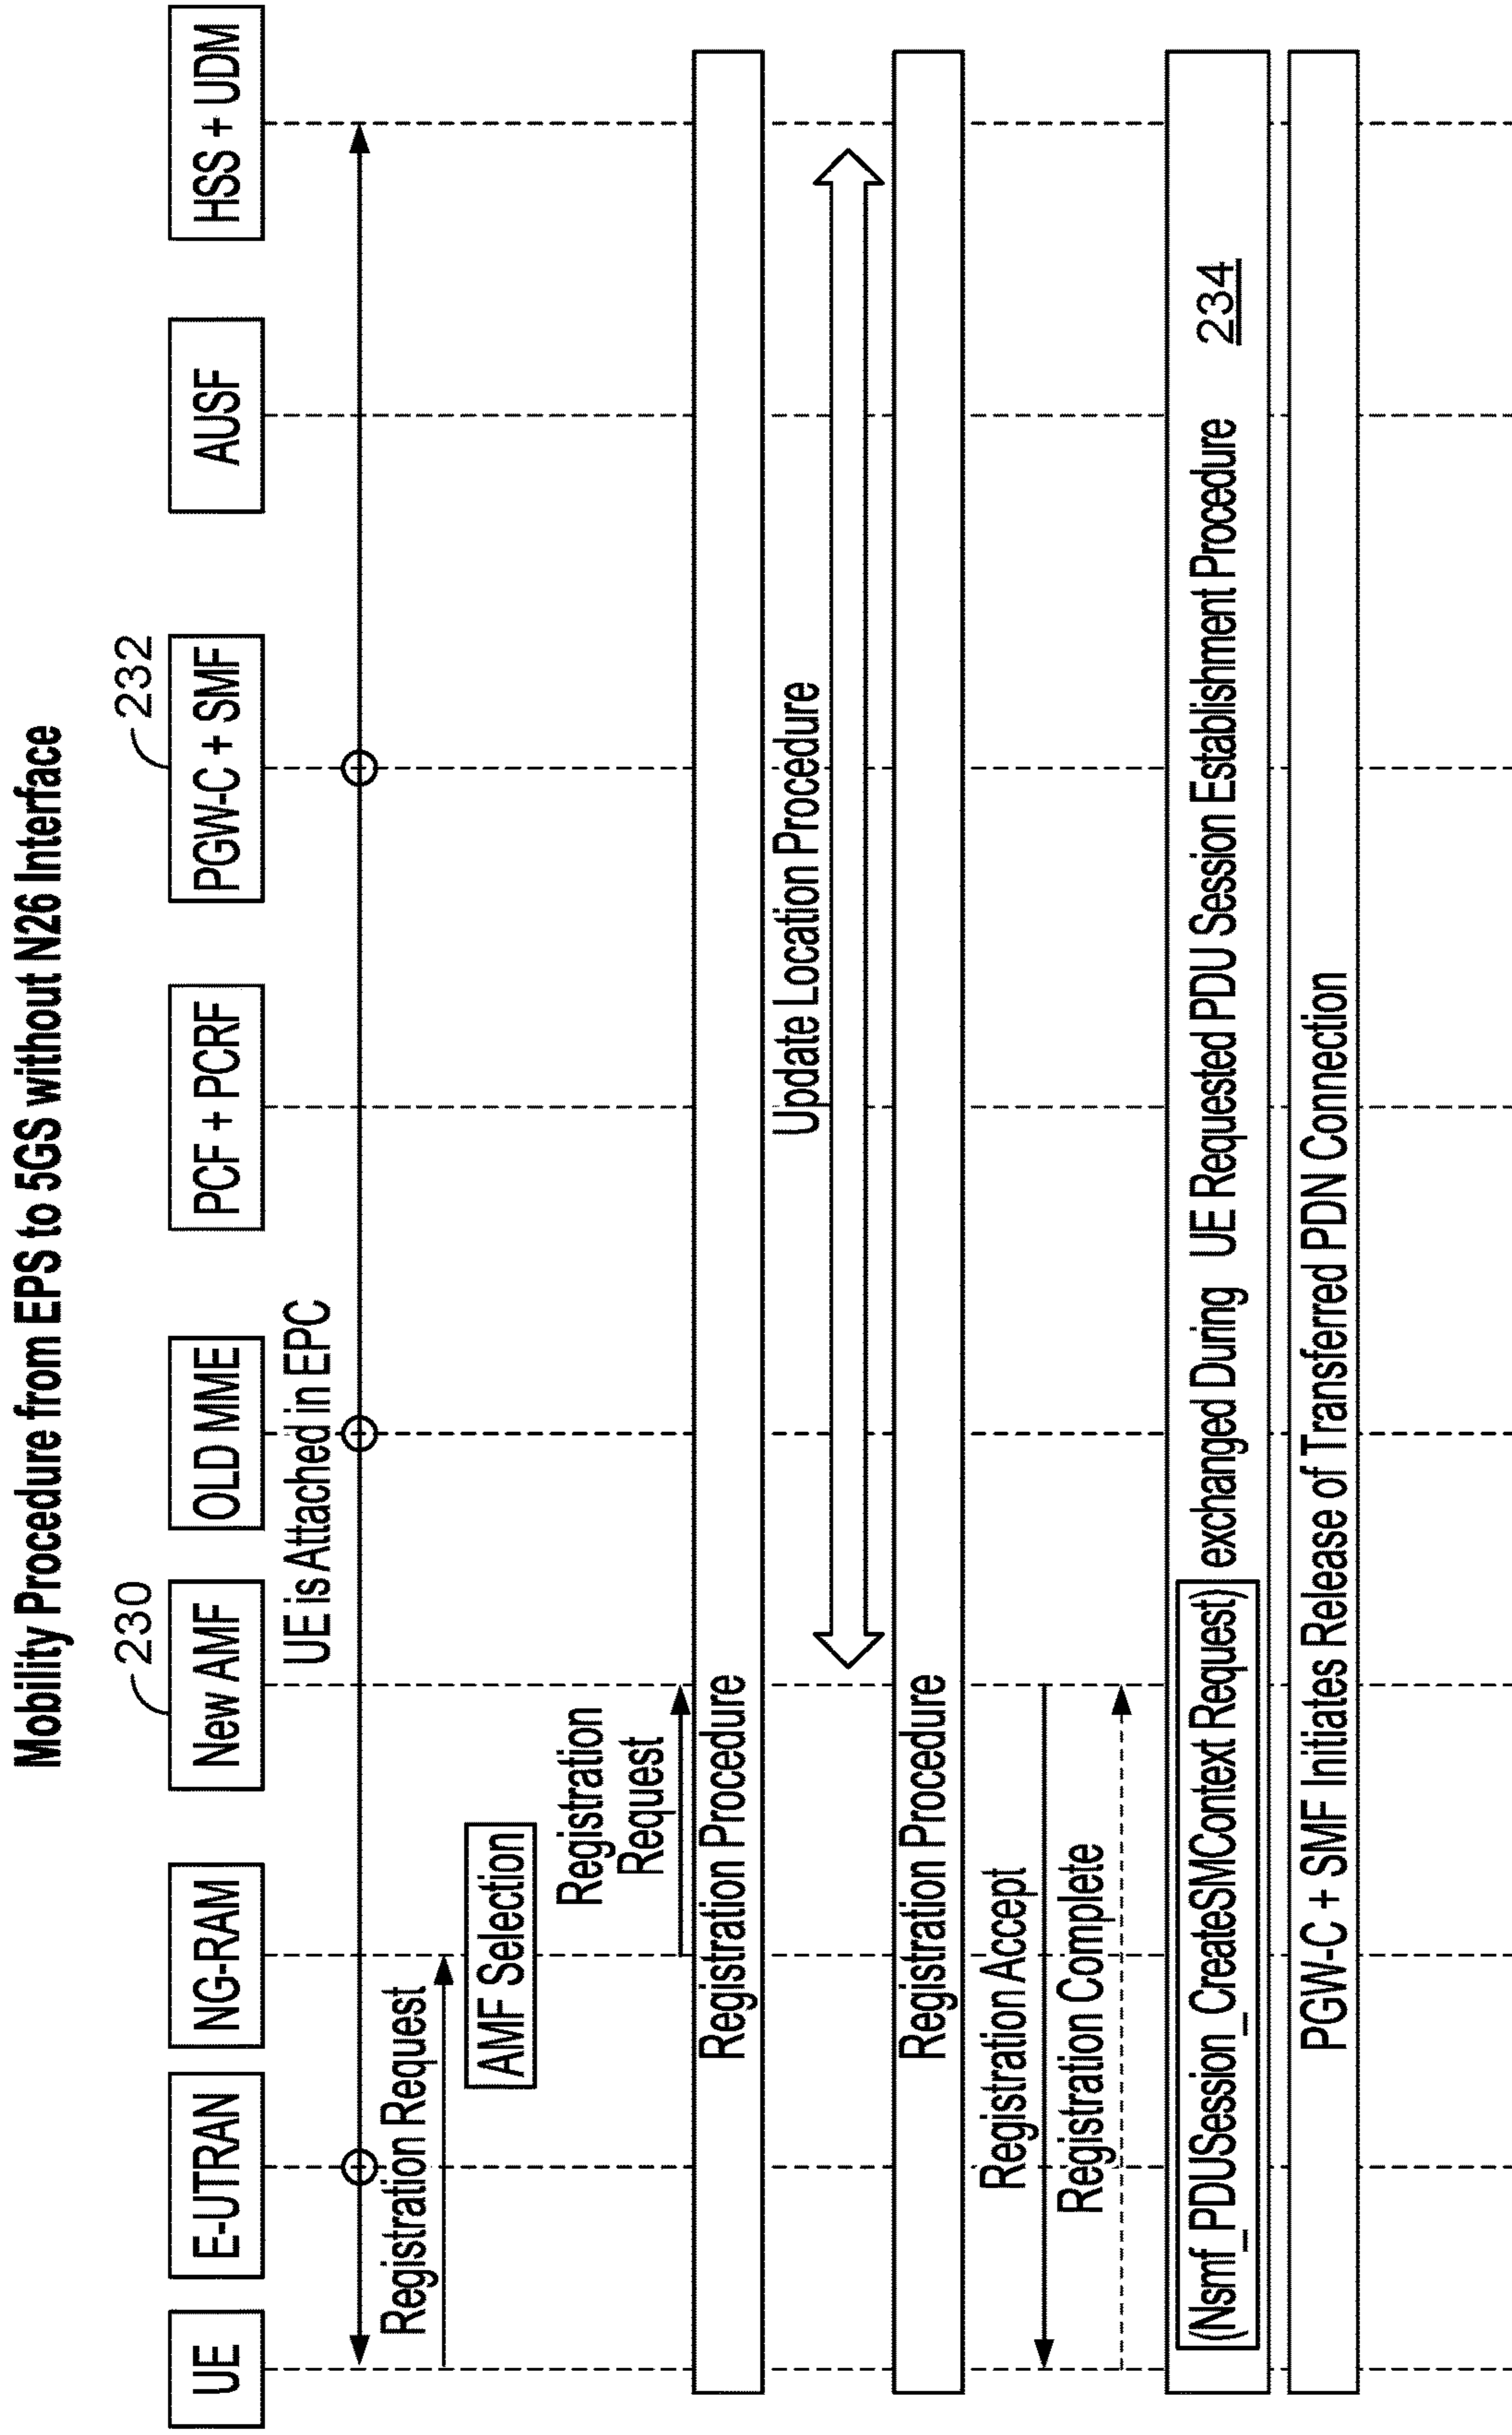 Mobility Procedure from EPS to 5GS without N26 Interface
230
232
UE
E-UTRAN
NG-RAM
New AMF
OLD MME
PCF + PCRF
PGW-C + SMF
AUSF
HSS + UDM
UE is Attached in EPC
Registration Request
AMF Selection
Registration
Request
Registration Procedure
Update Location Procedure
Registration Procedure
Registration Accept
Registration Complete
(Nsmf_PDUSession_CreateSMContext Request) exchanged During UE Requested PDU Session Establishment Procedure 234
PGW-C + SMF Initiates Release of Transferred PDN Connection